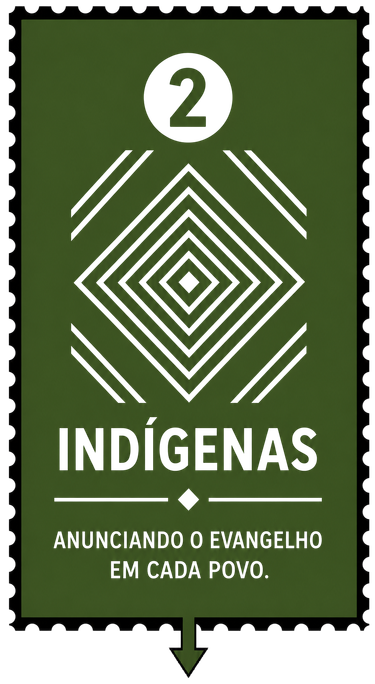 2
INDÍGENAS
ANUNCIANDO O EVANGELHO
EM CADA POVO.